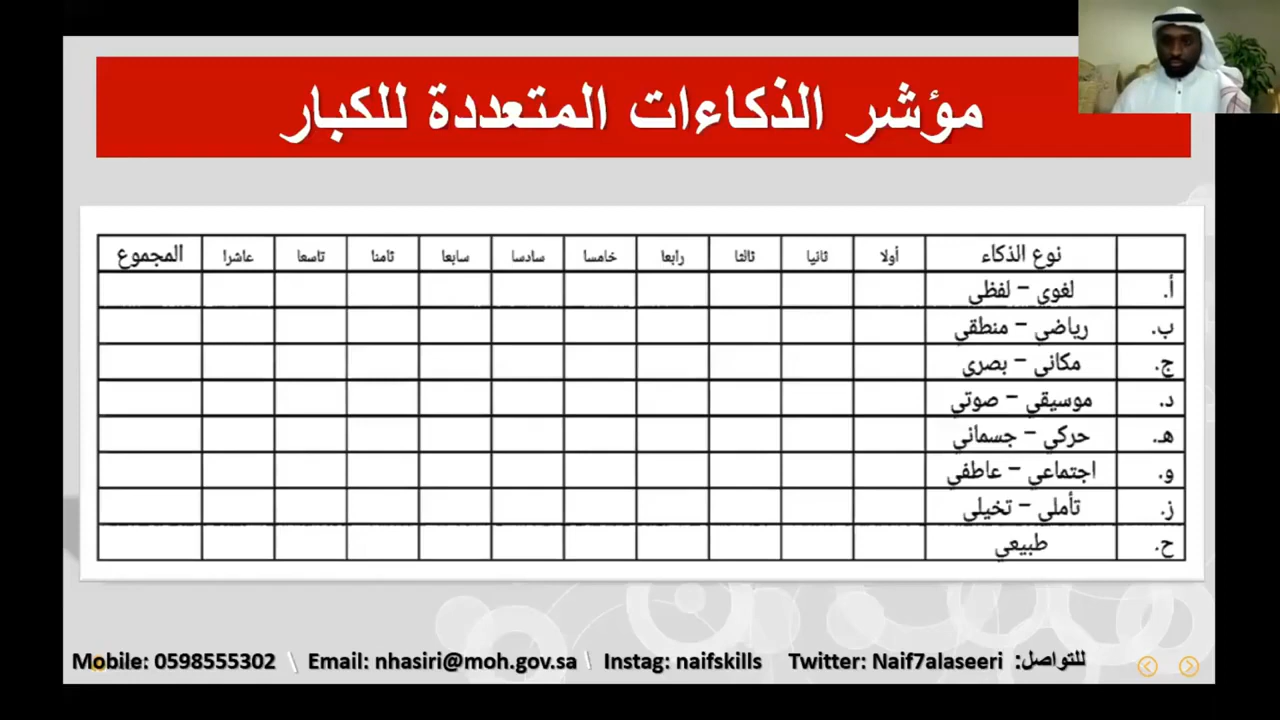 مؤشر الذكاءات المتعددة للكبار
نوع الذكاء أولا ثانيا ثالثا رابعا خامسا سادسا سابعا ثامنا تاسعا عاشرا المجموع
أ. لغوي – لفظي
ب. رياضي – منطقي
ج. مكاني – بصري
د. موسيقي – صوتي
هـ. حركي – جسماني
و. اجتماعي – عاطفي
ز. تأملي – تخيلي
ح. طبيعي
Mobile: 0598555302 \ Email: nhasiri@moh.gov.sa \ Instag: naifskills Twitter: Naif7alaseeri للتواصل: